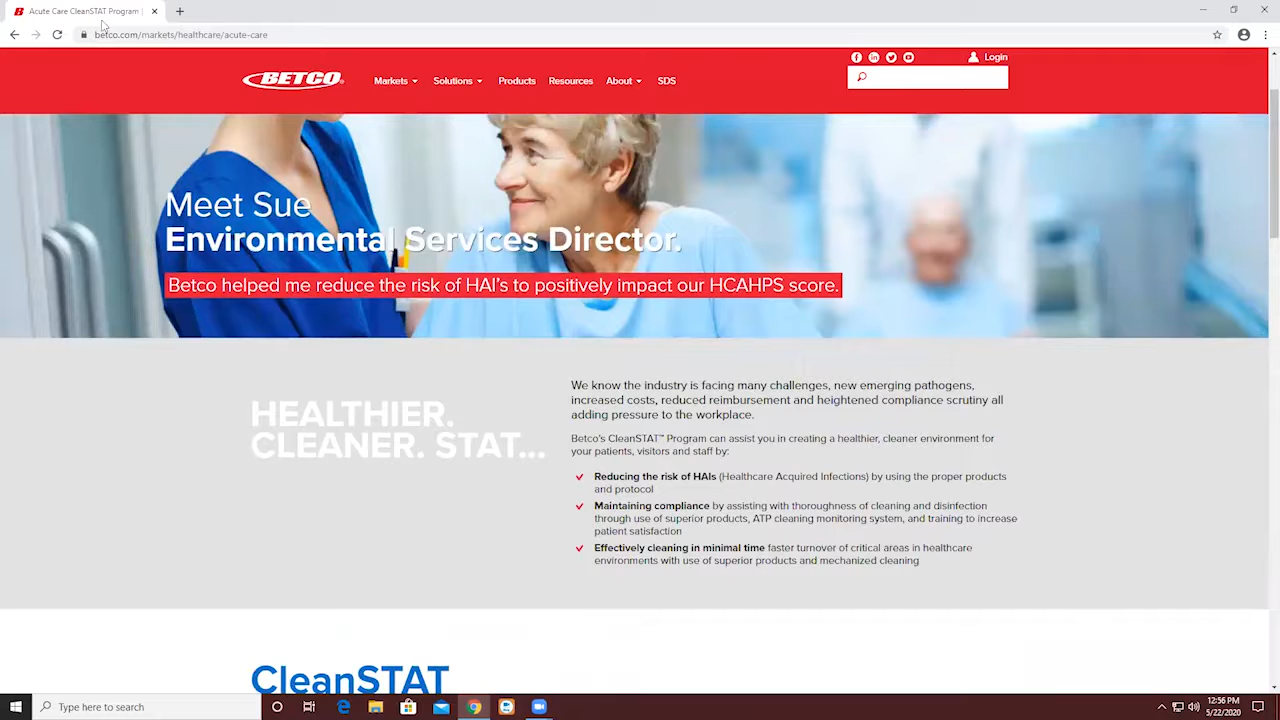 Acute Care CleanSTAT Program |
betco.com/markets/healthcare/acute-care
BETCO
Markets
Solutions
Products
Resources
About
SDS
Login
Meet Sue
Environmental Services Director.
Betco helped me reduce the risk of HAI's to positively impact our HCAHPS score.
HEALTHIER.
CLEANER. STAT...
We know the industry is facing many challenges, new emerging pathogens,
increased costs, reduced reimbursement and heightened compliance scrutiny all
adding pressure to the workplace.
Betco's CleanSTAT™ Program can assist you in creating a healthier, cleaner environment for
your patients, visitors and staff by:
Reducing the risk of HAIs (Healthcare Acquired Infections) by using the proper products
and protocol
Maintaining compliance by assisting with thoroughness of cleaning and disinfection
through use of superior products, ATP cleaning monitoring system, and training to increase
patient satisfaction
Effectively cleaning in minimal time faster turnover of critical areas in healthcare
environments with use of superior products and mechanized cleaning
CleanSTAT
Type here to search
12:56 PM
5/22/2020